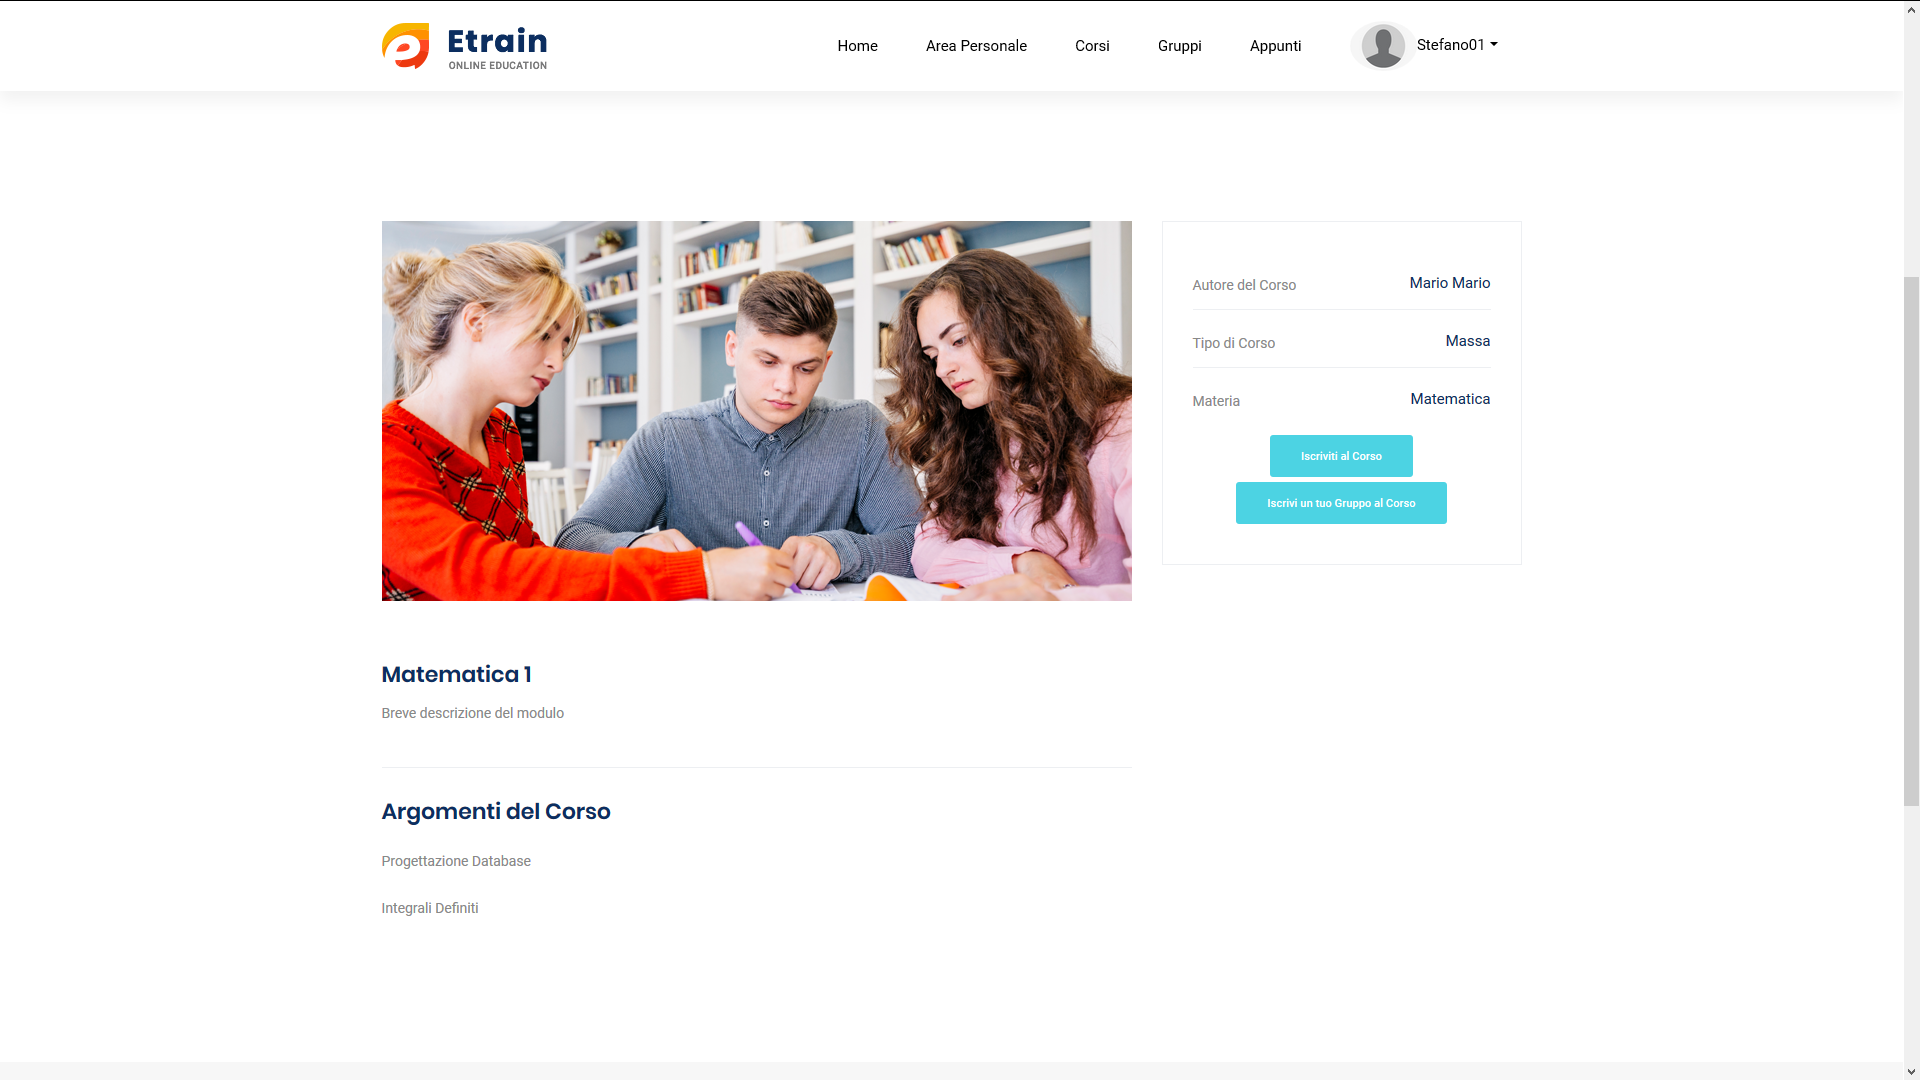 Etrain
ONLINE EDUCATION
Home
Area Personale
Corsi
Gruppi
Appunti
Stefano01
Autore del Corso
Mario Mario
Tipo di Corso
Massa
Materia
Matematica
Iscriviti al Corso
Iscrivi un tuo Gruppo al Corso
Matematica 1
Breve descrizione del modulo
Argomenti del Corso
Progettazione Database
Integrali Definiti